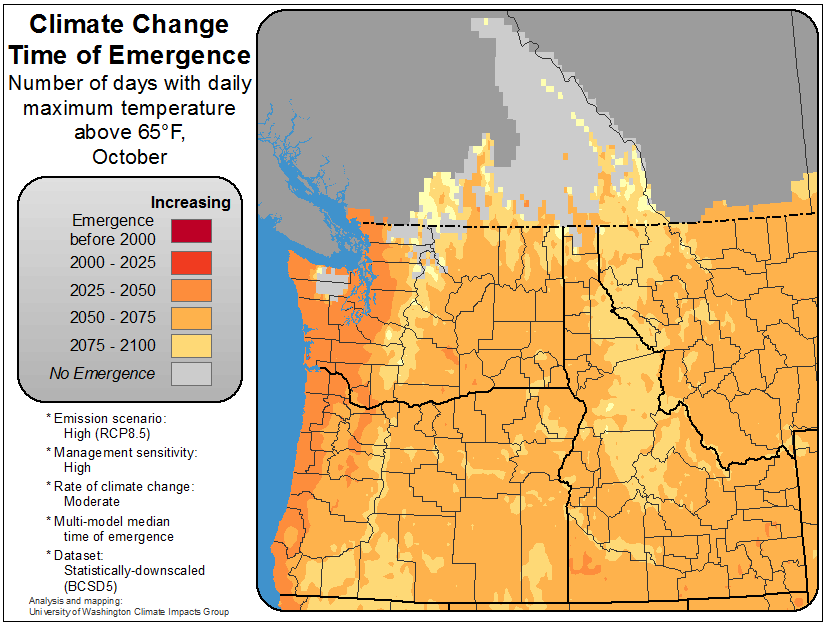 Climate Change
Time of Emergence
Number of days with daily
maximum temperature
above 65°F,
October
Increasing
Emergence
before 2000
2000 - 2025
2025 - 2050
2050 - 2075
2075 - 2100
No Emergence
* Emission scenario:
High (RCP8.5)
* Management sensitivity:
High
* Rate of climate change:
Moderate
* Multi-model median
time of emergence
* Dataset:
Statistically-downscaled
(BCSD5)
Analysis and mapping:
University of Washington Climate Impacts Group